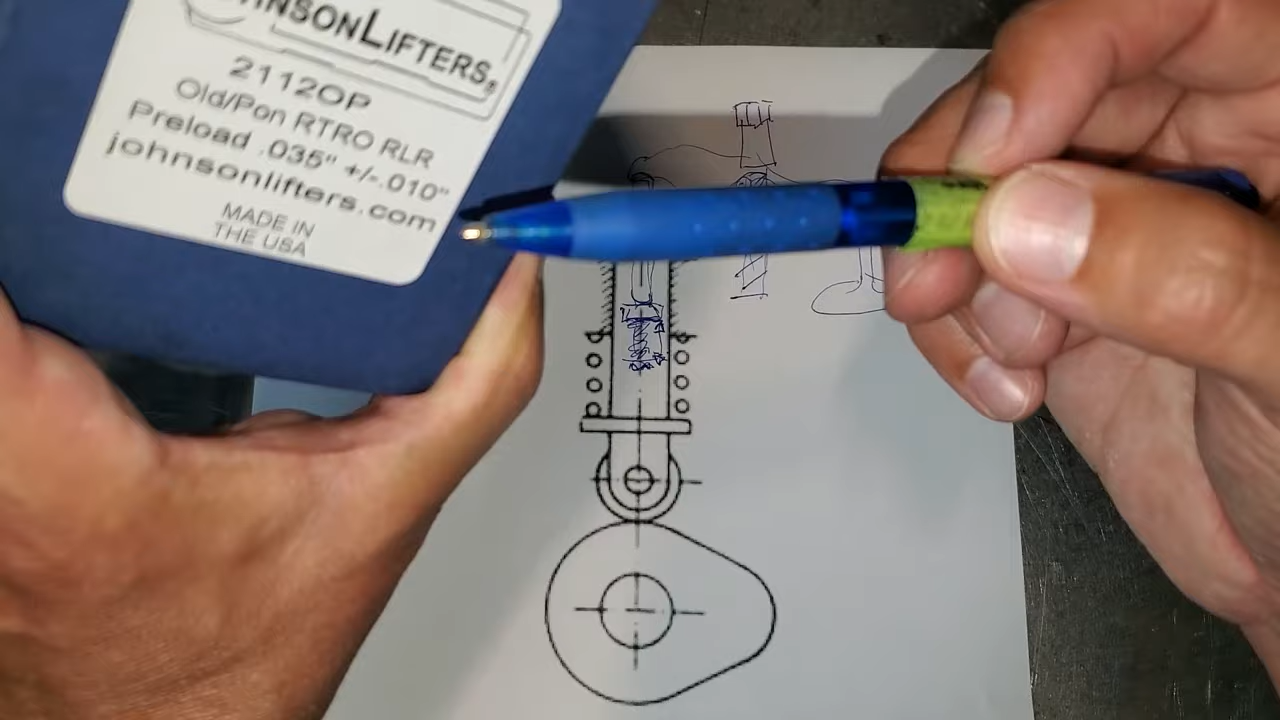 JOHNSONLIFTERS
2112OP
Old/Pon RTRO RLR
Preload .035" +/-.010"
johnsonlifters.com
MADE IN
THE USA